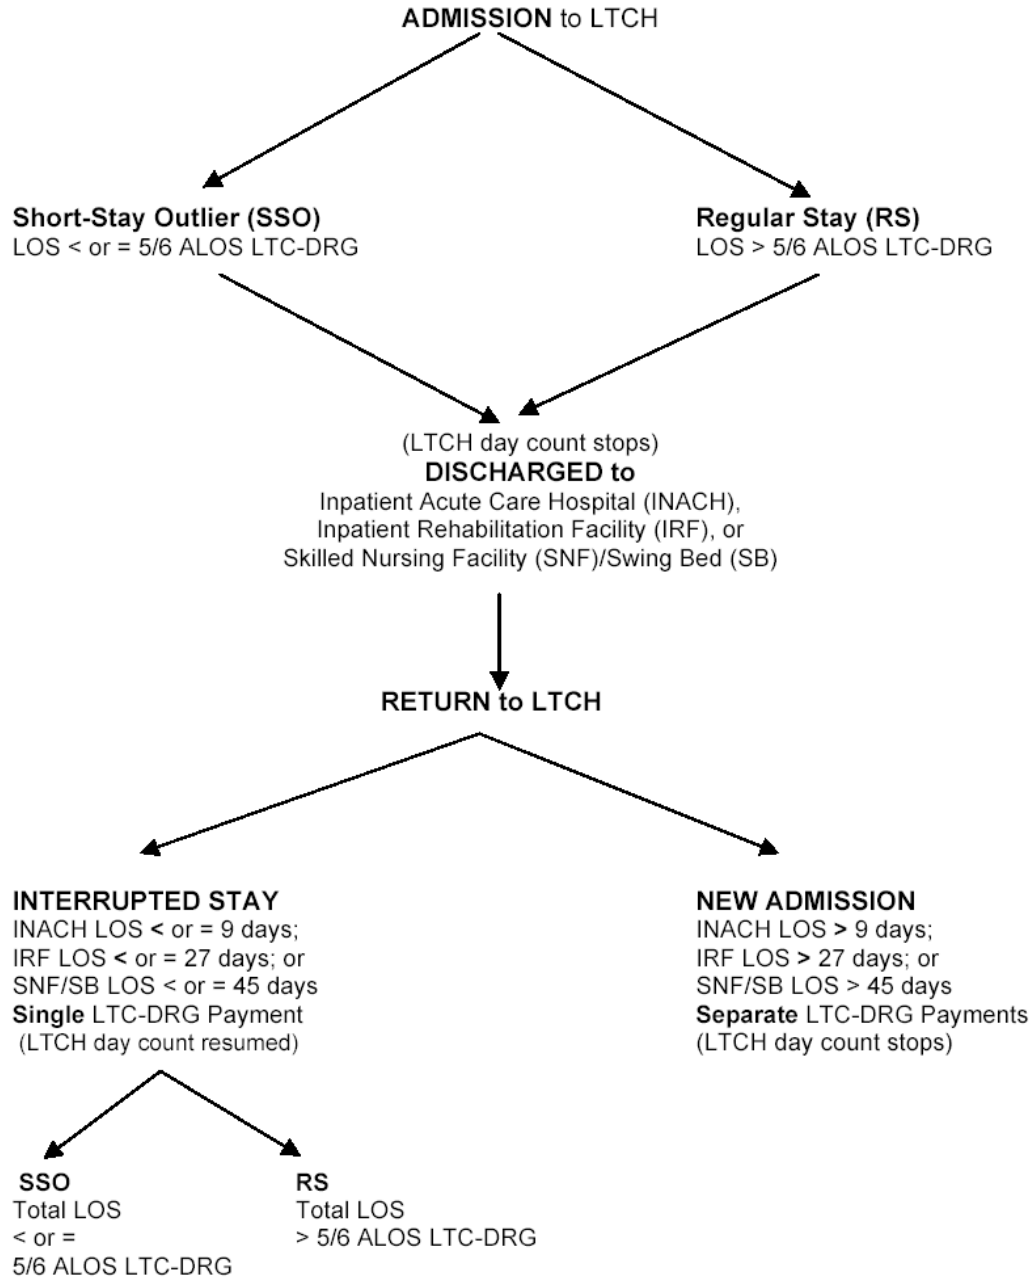 ADMISSION to LTCH
Short-Stay Outlier (SSO)
LOS < or = 5/6 ALOS LTC-DRG
Regular Stay (RS)
LOS > 5/6 ALOS LTC-DRG
(LTCH day count stops)
DISCHARGED to
Inpatient Acute Care Hospital (INACH),
Inpatient Rehabilitation Facility (IRF), or
Skilled Nursing Facility (SNF)/Swing Bed (SB)
RETURN to LTCH
INTERRUPTED STAY
INACH LOS < or = 9 days;
IRF LOS < or = 27 days; or
SNF/SB LOS < or = 45 days
Single LTC-DRG Payment
(LTCH day count resumed)
NEW ADMISSION
INACH LOS > 9 days;
IRF LOS > 27 days; or
SNF/SB LOS > 45 days
Separate LTC-DRG Payments
(LTCH day count stops)
SSO
Total LOS
< or =
5/6 ALOS LTC-DRG
RS
Total LOS
> 5/6 ALOS LTC-DRG